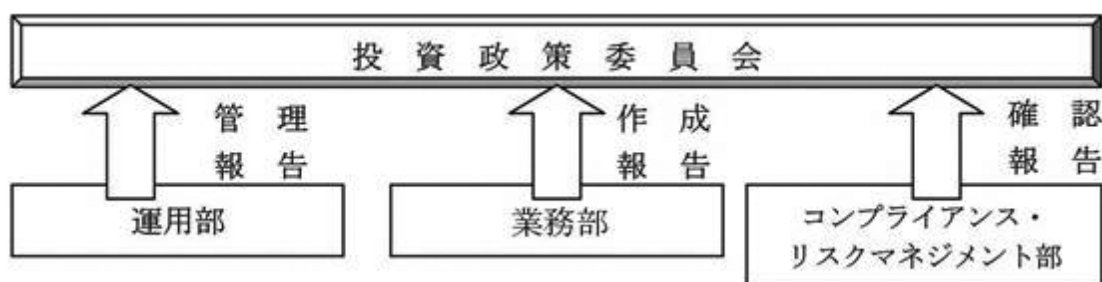 投資政策委員会
管理
報告
作成
報告
確認
報告
運用部
業務部
コンプライアンス・
リスクマネジメント部